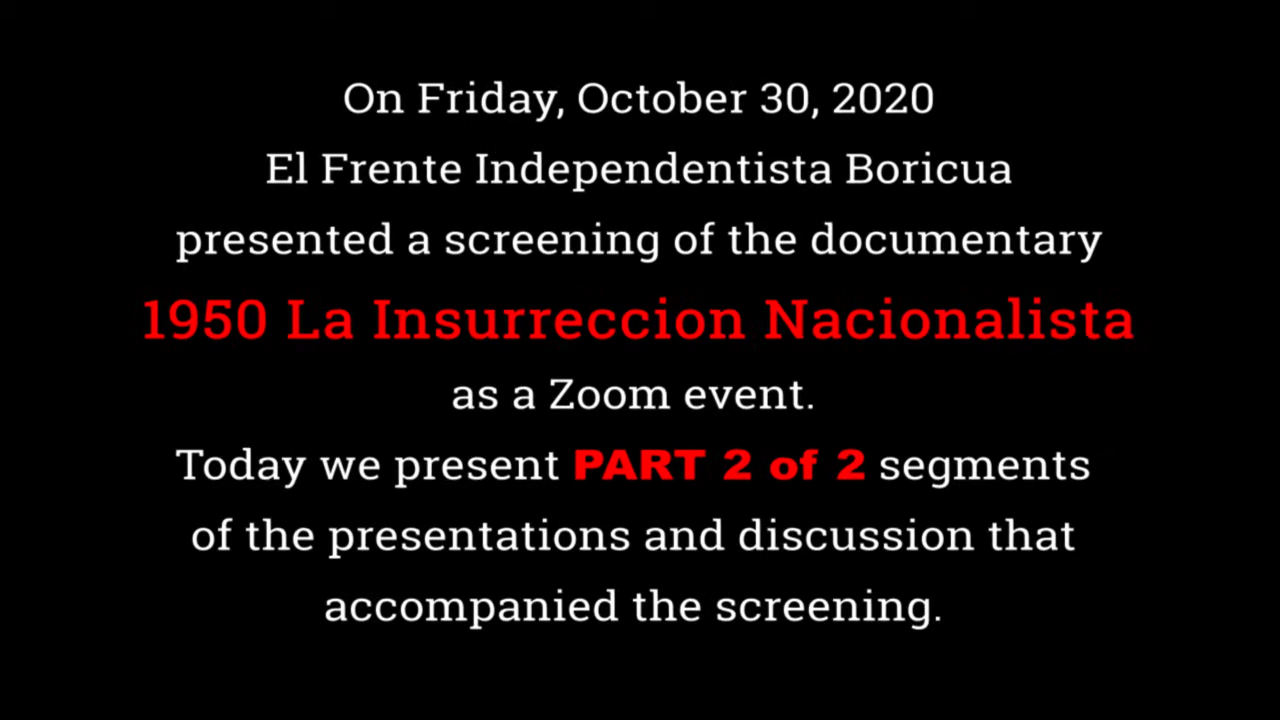 On Friday, October 30, 2020
El Frente Independentista Boricua
presented a screening of the documentary
1950 La Insurreccion Nacionalista
as a Zoom event.
Today we present PART 2 of 2 segments
of the presentations and discussion that
accompanied the screening.